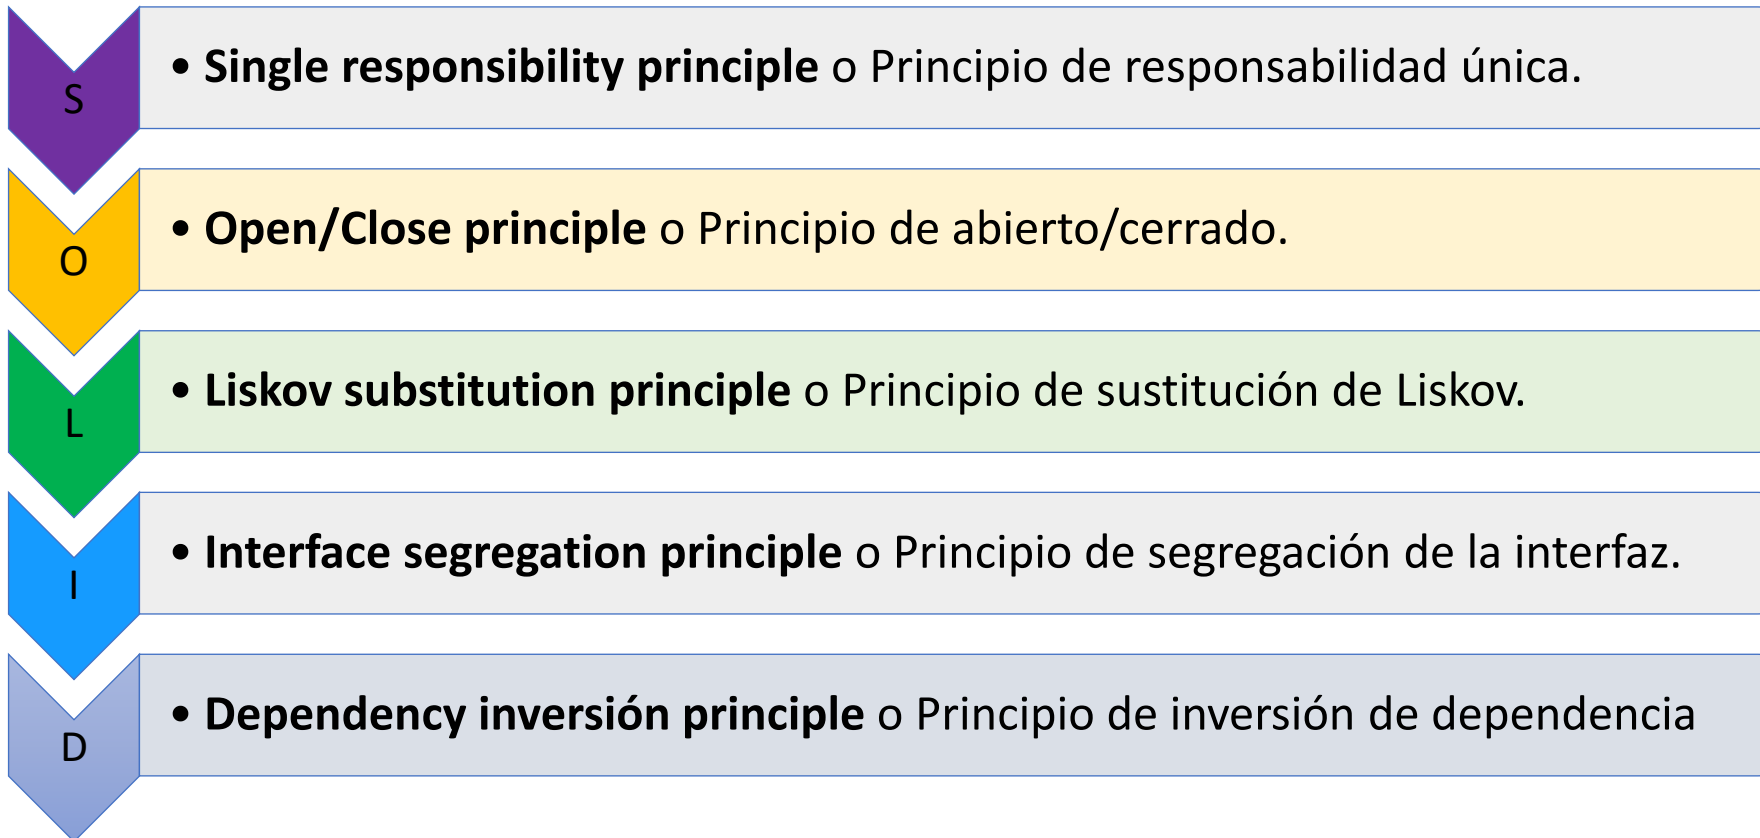 S
• Single responsibility principle o Principio de responsabilidad única.
O
• Open/Close principle o Principio de abierto/cerrado.
L
• Liskov substitution principle o Principio de sustitución de Liskov.
I
• Interface segregation principle o Principio de segregación de la interfaz.
D
• Dependency inversión principle o Principio de inversión de dependencia